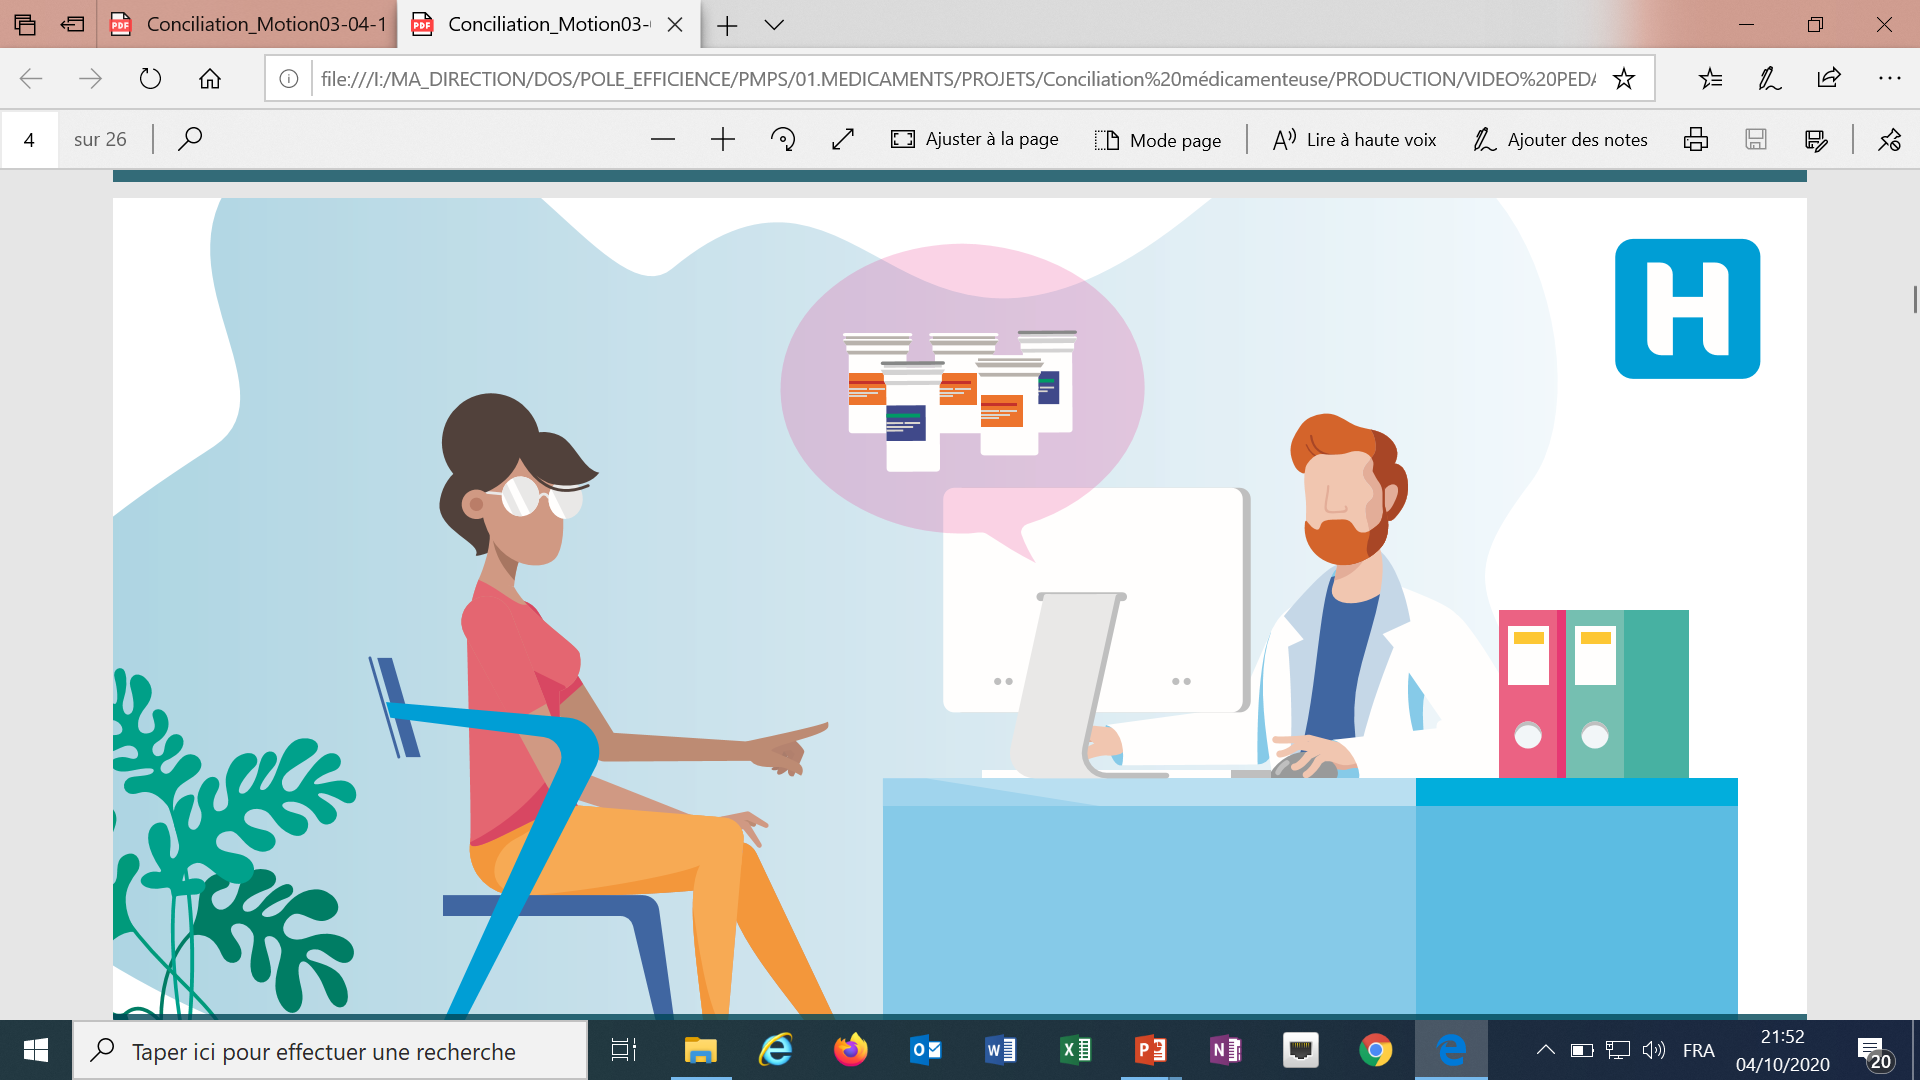 Conciliation_Motion03-04-1
Conciliation_Motion03-
file:///I:/MA_DIRECTION/DOS/POLE_EFFICIENCE/PMPS/01.MEDICAMENTS/PROJETS/Conciliation%20médicamenteuse/PRODUCTION/VIDEO%20PEDA
4 sur 26
Ajuster à la page
Mode page
Lire à haute voix
Ajouter des notes
H
Taper ici pour effectuer une recherche
FRA
21:52
04/10/2020
20